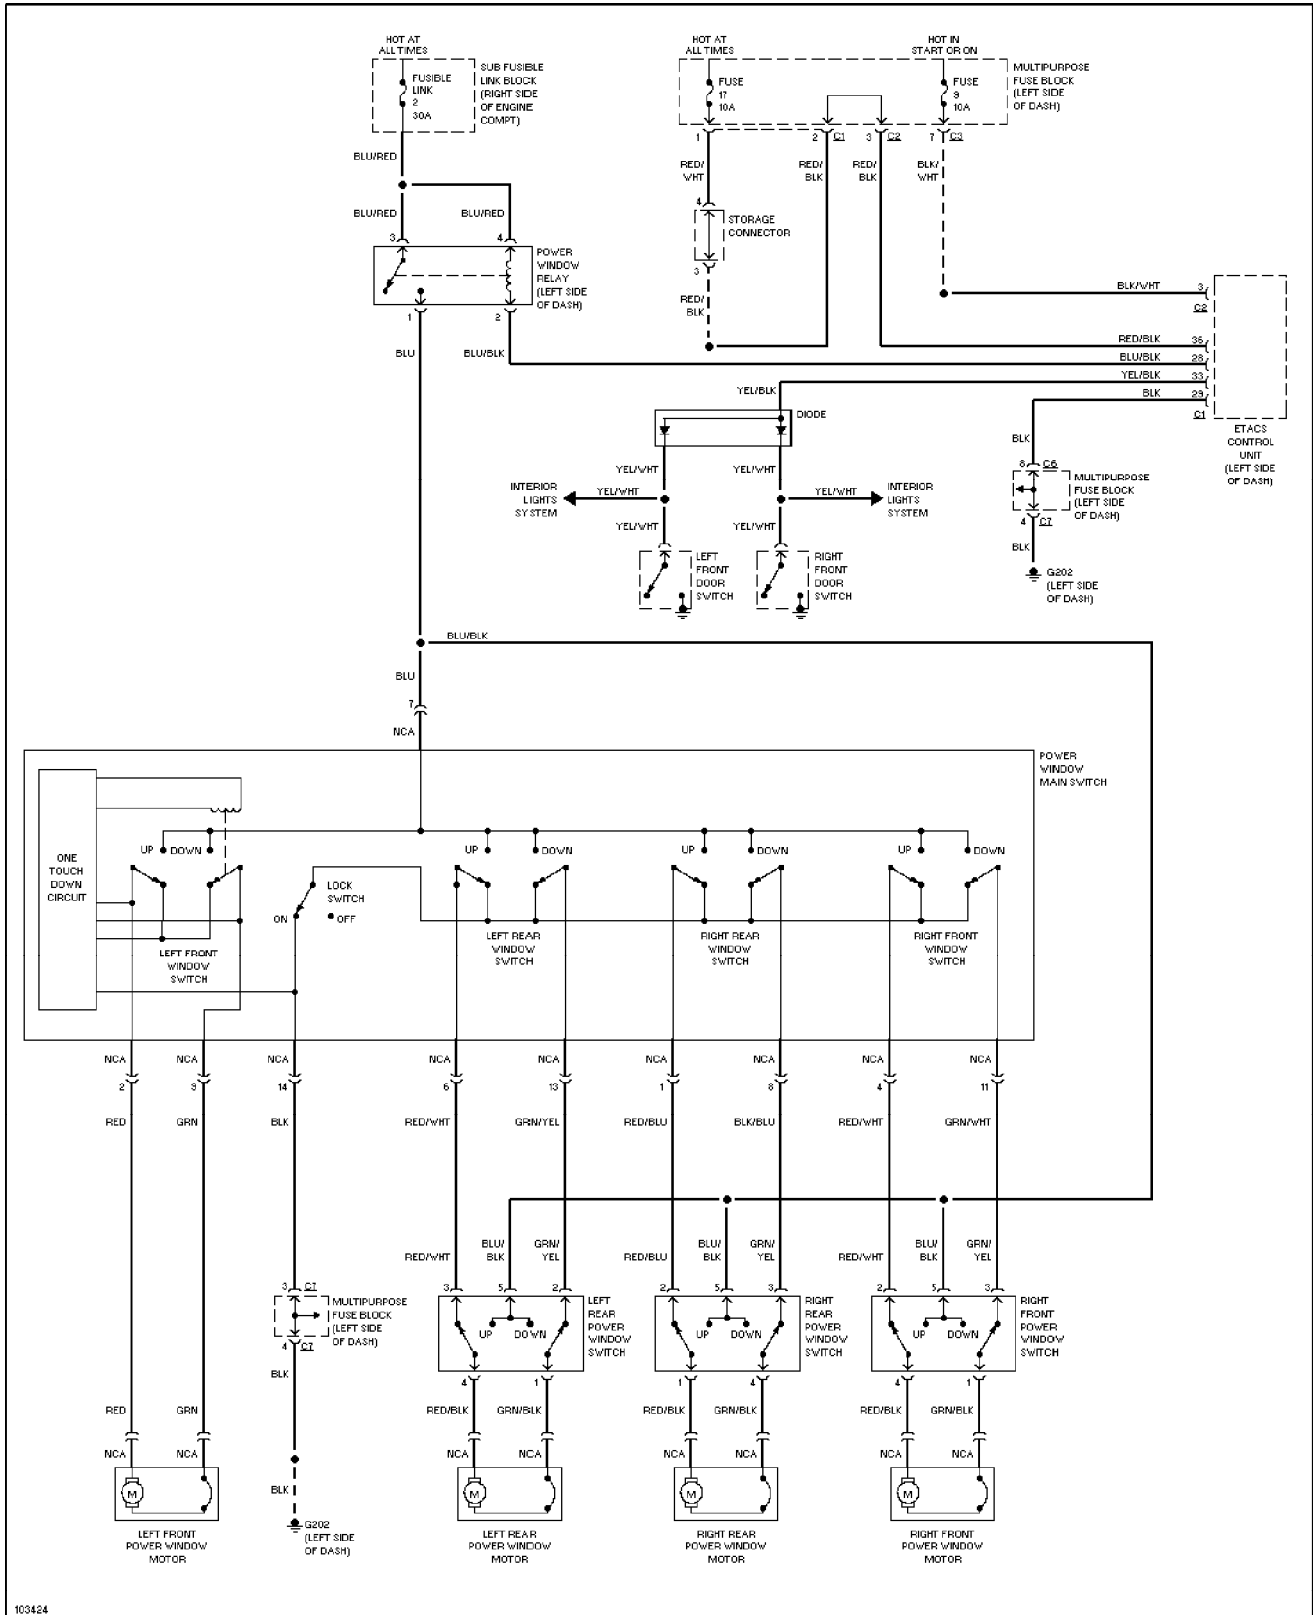 HOT AT
ALL TIMES
HOT AT
ALL TIMES
HOT IN
START OR ON
FUSIBLE
LINK
2
30A
SUB FUSIBLE
LINK BLOCK
(RIGHT SIDE
OF ENGINE
COMPT)
FUSE
17
10A
FUSE
9
10A
MULTIPURPOSE
FUSE BLOCK
(LEFT SIDE
OF DASH)
1
2 C1
3 C2
7 C3
BLU/RED
RED/
WHT
RED/
BLK
RED/
BLK
BLK/
WHT
BLU/RED
BLU/RED
4
STORAGE
CONNECTOR
3
3
4
POWER
WINDOW
RELAY
(LEFT SIDE
OF DASH)
1
2
RED/
BLK
BLU
BLU/BLK
BLK/WHT 3
C2
RED/BLK 36
BLU/BLK 28
YEL/BLK 33
BLK 29
C1
ETACS
CONTROL
UNIT
(LEFT SIDE
OF DASH)
YEL/BLK
DIODE
YEL/WHT
YEL/WHT
INTERIOR
LIGHTS
SYSTEM
YEL/WHT
YEL/WHT
INTERIOR
LIGHTS
SYSTEM
YEL/WHT
YEL/WHT
LEFT
FRONT
DOOR
SWITCH
RIGHT
FRONT
DOOR
SWITCH
BLK
8 C6
MULTIPURPOSE
FUSE BLOCK
(LEFT SIDE
OF DASH)
4 C7
BLK
G202
(LEFT SIDE
OF DASH)
BLU/BLK
BLU
7
NCA
POWER
WINDOW
MAIN SWITCH
ONE
TOUCH
DOWN
CIRCUIT
UP DOWN
LEFT FRONT
WINDOW
SWITCH
LOCK
SWITCH
ON OFF
UP DOWN
LEFT REAR
WINDOW
SWITCH
UP DOWN
RIGHT REAR
WINDOW
SWITCH
UP DOWN
RIGHT FRONT
WINDOW
SWITCH
NCA NCA NCA NCA NCA NCA NCA NCA NCA
2 9 14 6 13 1 8 4 11
RED GRN BLK RED/WHT GRN/YEL RED/BLU BLK/BLU RED/WHT GRN/WHT
RED/WHT
BLU/
BLK
GRN/
YEL
RED/BLU
BLU/
BLK
GRN/
YEL
RED/WHT
BLU/
BLK
GRN/
YEL
3 C7
MULTIPURPOSE
FUSE BLOCK
(LEFT SIDE
OF DASH)
4 C7
3 5 2
UP DOWN
LEFT
REAR
POWER
WINDOW
SWITCH
4 1
2 5 3
UP DOWN
RIGHT
REAR
POWER
WINDOW
SWITCH
1 4
2 5 3
UP DOWN
RIGHT
FRONT
POWER
WINDOW
SWITCH
4 1
BLK
RED GRN RED/BLK GRN/BLK RED/BLK GRN/BLK RED/BLK GRN/BLK
NCA NCA NCA NCA NCA NCA NCA NCA
M M M M
BLK
G202
(LEFT SIDE
OF DASH)
LEFT FRONT
POWER WINDOW
MOTOR
LEFT REAR
POWER WINDOW
MOTOR
RIGHT REAR
POWER WINDOW
MOTOR
RIGHT FRONT
POWER WINDOW
MOTOR
103424